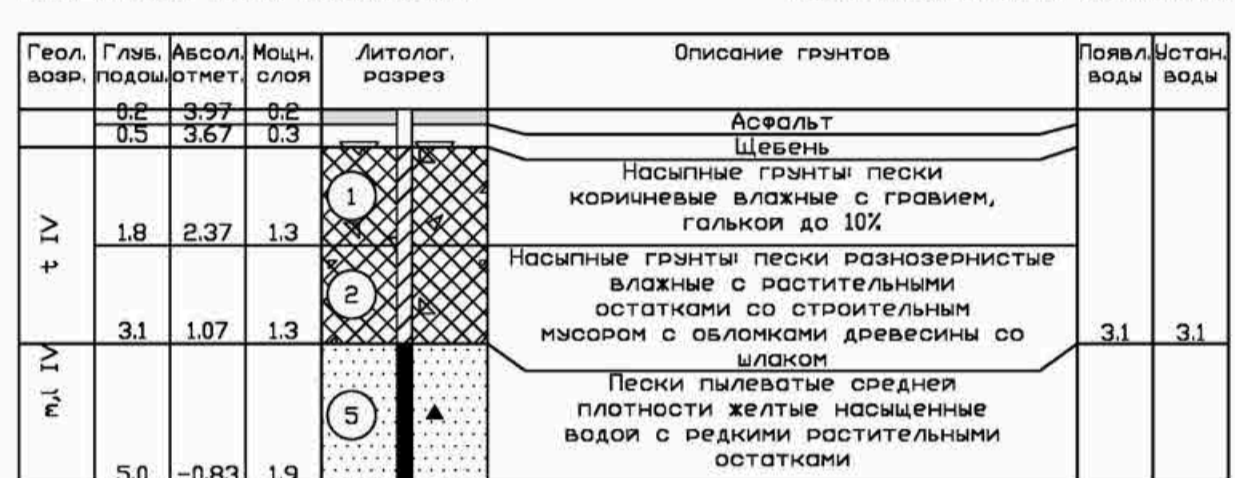 Геол. возр. Глуб. подош. Абсол. отмет. Мощн. слоя Литолог. разрез Описание грунтов Появл. воды Устан. воды
0.2 3.97 0.2 Асфальт
0.5 3.67 0.3 Щебень
Насыпные грунты: пески
коричневые влажные с гравием,
галькой до 10%
1
t IV 1.8 2.37 1.3
Насыпные грунты: пески разнозернистые
влажные с растительными
остатками со строительным
мусором с обломками древесины со
шлаком
2
3.1 1.07 1.3 3.1 3.1
m,l IV
Пески пылеватые средней
плотности желтые насыщенные
водой с редкими растительными
остатками
5
5.0 -0.83 1.9